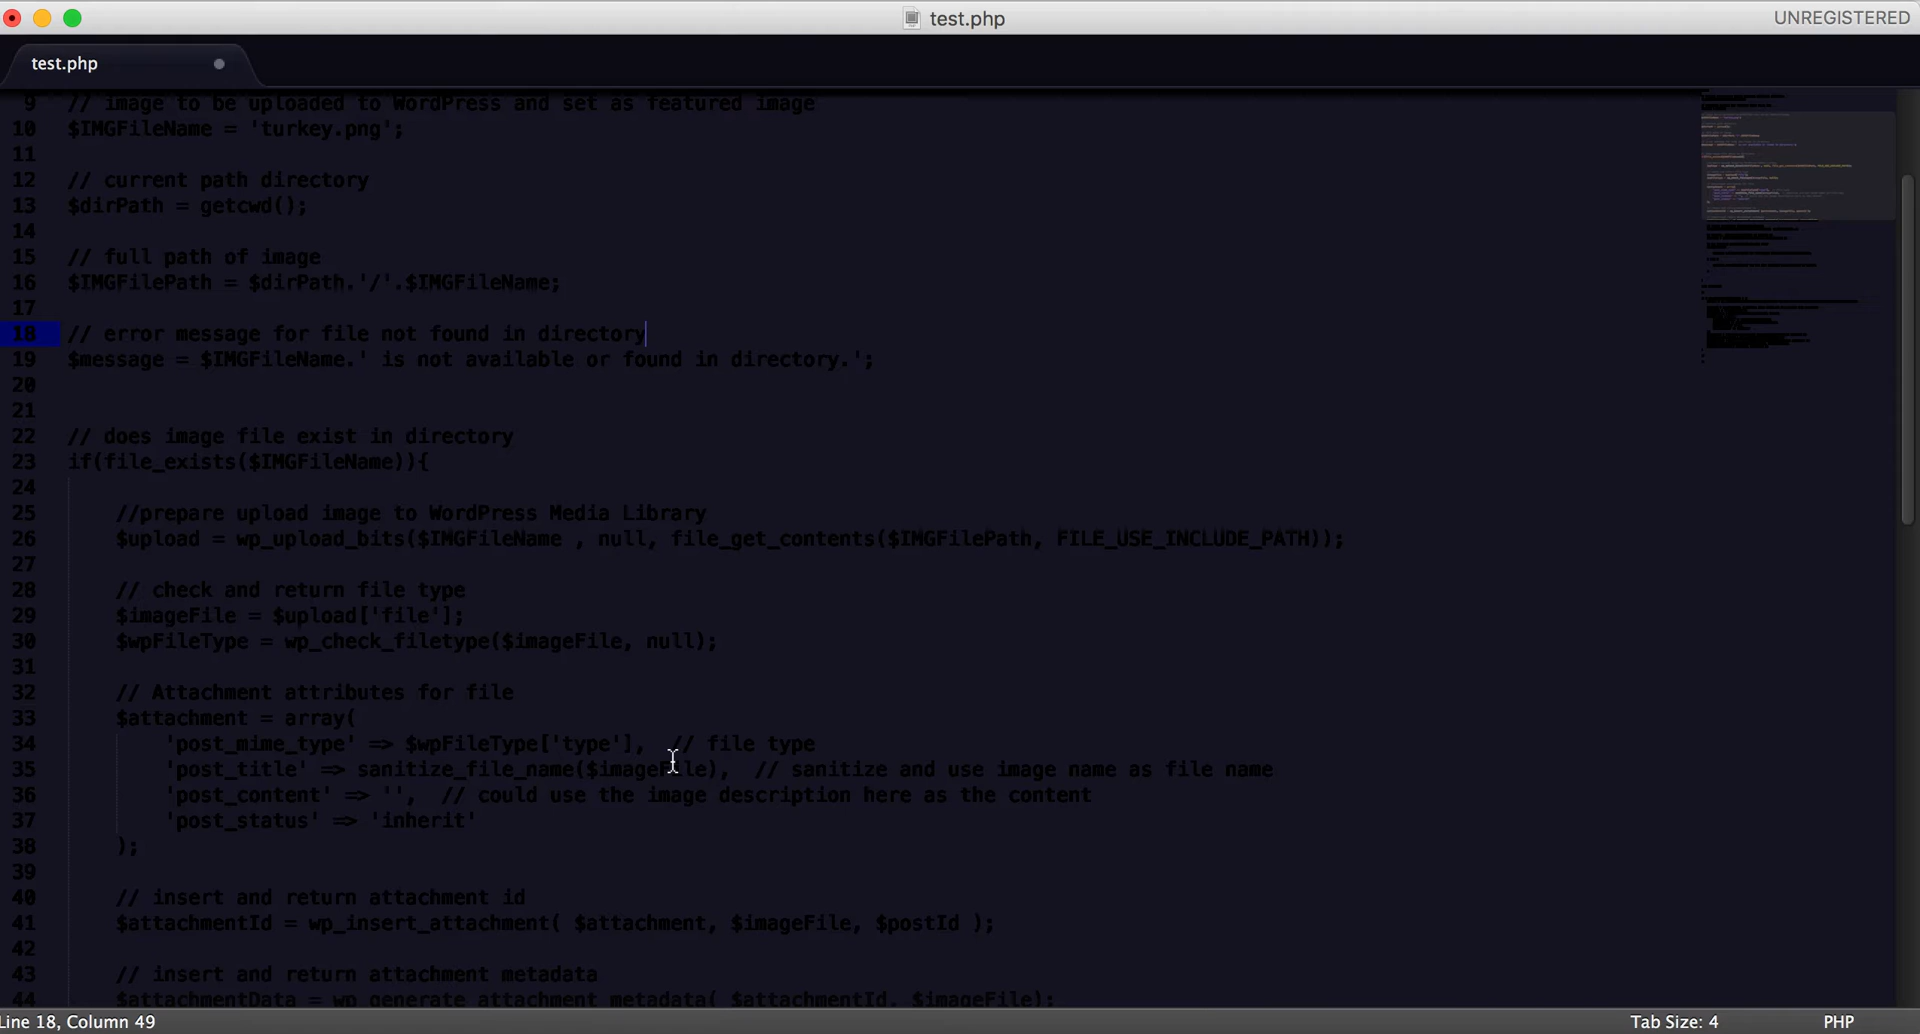 test.php
UNREGISTERED
test.php
9 // image to be uploaded to WordPress and set as featured image
10 $IMGFileName = 'turkey.png';
11
12 // current path directory
13 $dirPath = getcwd();
14
15 // full path of image
16 $IMGFilePath = $dirPath.'/'.$IMGFileName;
17
18 // error message for file not found in directory
19 $message = $IMGFileName.' is not available or found in directory.';
20
21
22 // does image file exist in directory
23 if(file_exists($IMGFileName)){
24
25 //prepare upload image to WordPress Media Library
26 $upload = wp_upload_bits($IMGFileName , null, file_get_contents($IMGFilePath, FILE_USE_INCLUDE_PATH));
27
28 // check and return file type
29 $imageFile = $upload['file'];
30 $wpFileType = wp_check_filetype($imageFile, null);
31
32 // Attachment attributes for file
33 $attachment = array(
34 'post_mime_type' => $wpFileType['type'], // file type
35 'post_title' => sanitize_file_name($imageFile), // sanitize and use image name as file name
36 'post_content' => '', // could use the image description here as the content
37 'post_status' => 'inherit'
38 );
39
40 // insert and return attachment id
41 $attachmentId = wp_insert_attachment( $attachment, $imageFile, $postId );
42
43 // insert and return attachment metadata
44 $attachmentData = wp_generate_attachment_metadata( $attachmentId, $imageFile);
Line 18, Column 49
Tab Size: 4
PHP